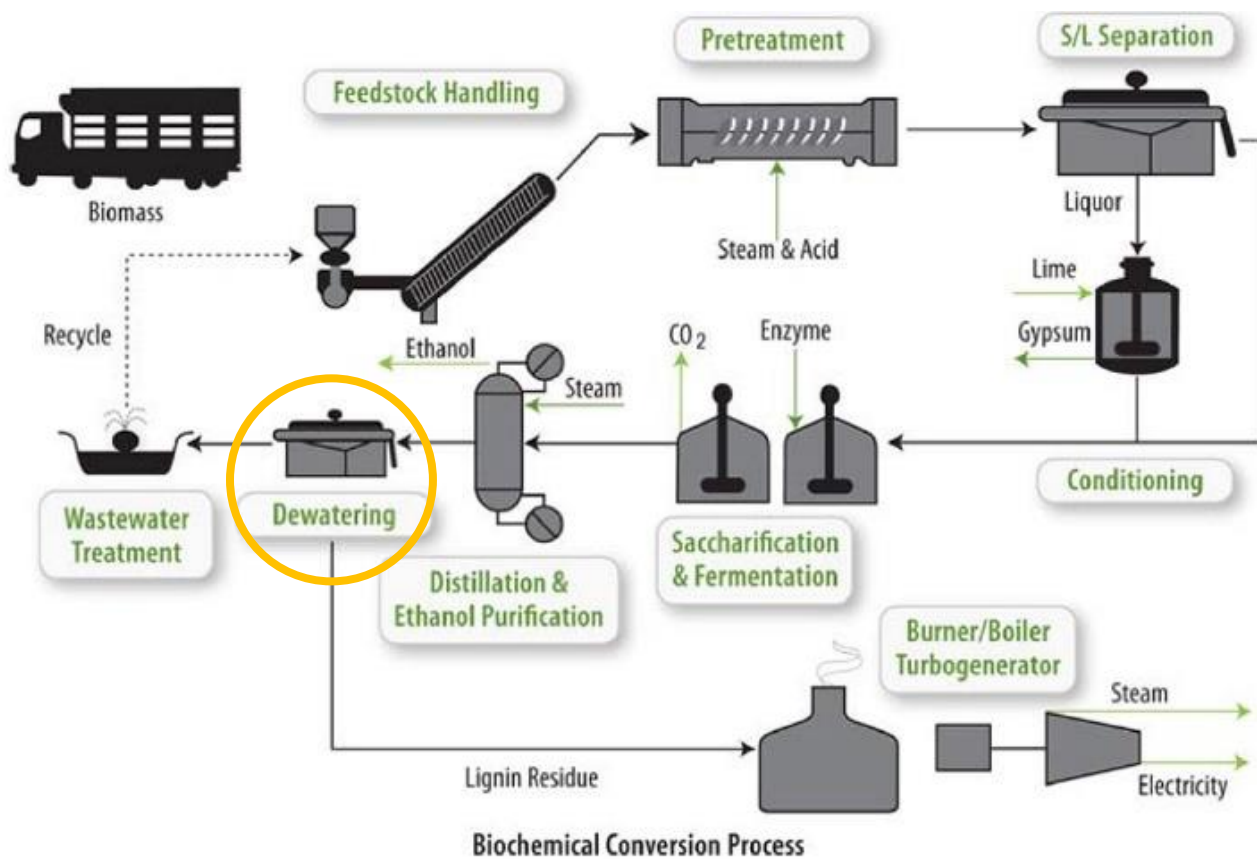 Pretreatment
S/L Separation
Feedstock Handling
Biomass
Liquor
Steam & Acid
Lime
Recycle
Gypsum
CO2
Enzyme
Ethanol
Steam
Conditioning
Wastewater
Treatment
Dewatering
Saccharification
& Fermentation
Distillation &
Ethanol Purification
Burner/Boiler
Turbogenerator
Steam
Lignin Residue
Electricity
Biochemical Conversion Process